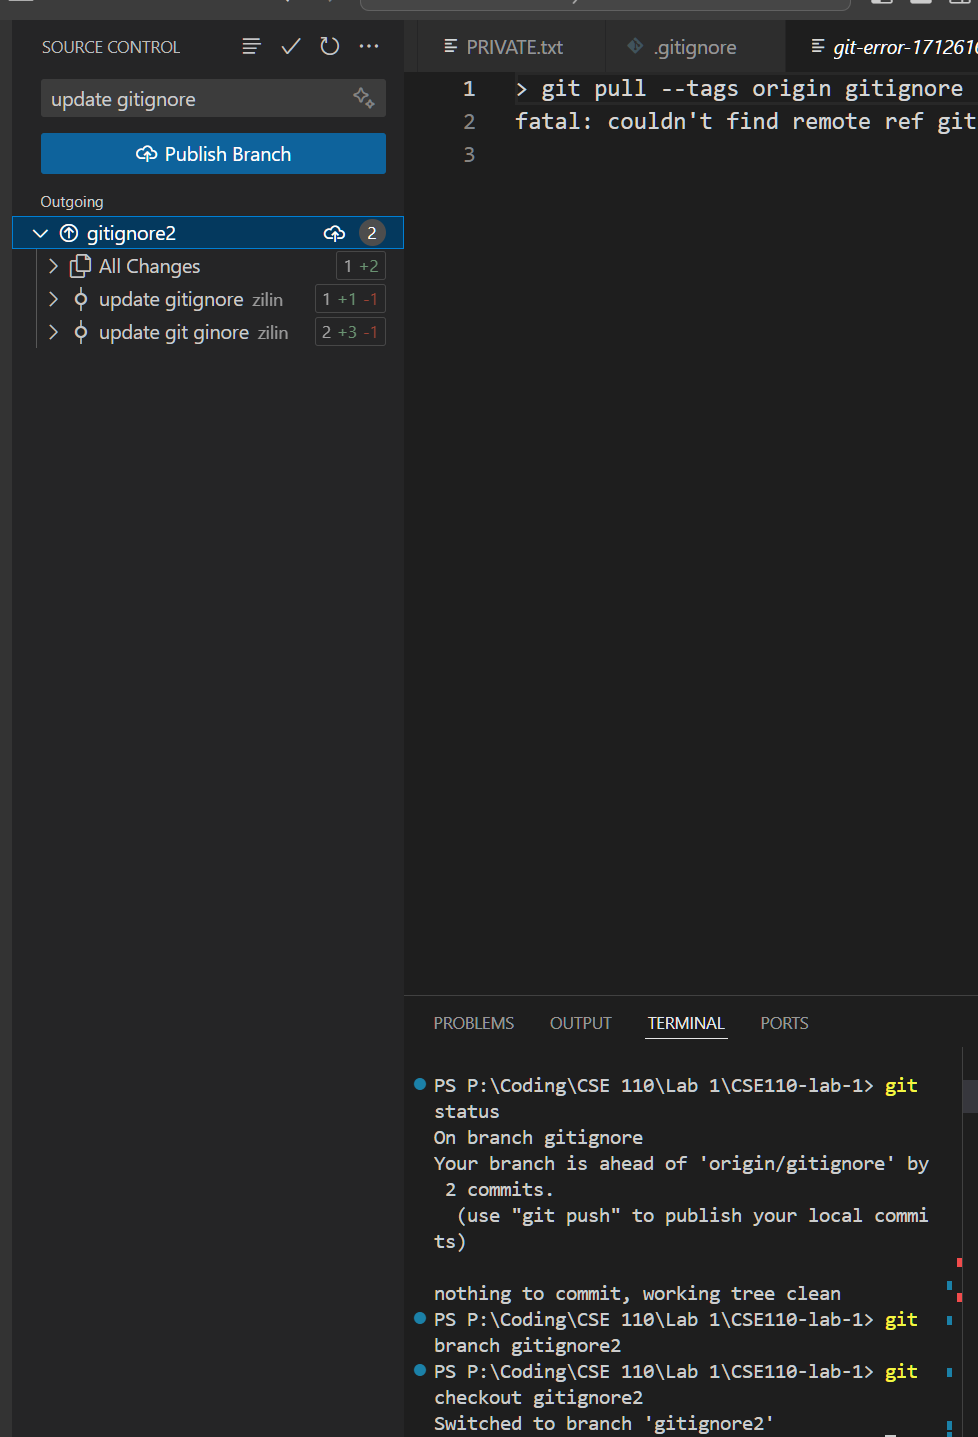 SOURCE CONTROL
update gitignore
Publish Branch
Outgoing
gitignore2 2
All Changes 1 +2
update gitignore zilin 1 +1 -1
update git ginore zilin 2 +3 -1
PRIVATE.txt .gitignore git-error-171261
1 > git pull --tags origin gitignore
2 fatal: couldn't find remote ref git
3
PROBLEMS OUTPUT TERMINAL PORTS
PS P:\Coding\CSE 110\Lab 1\CSE110-lab-1> git
status
On branch gitignore
Your branch is ahead of 'origin/gitignore' by
2 commits.
(use "git push" to publish your local commi
ts)
nothing to commit, working tree clean
PS P:\Coding\CSE 110\Lab 1\CSE110-lab-1> git
branch gitignore2
PS P:\Coding\CSE 110\Lab 1\CSE110-lab-1> git
checkout gitignore2
Switched to branch 'gitignore2'